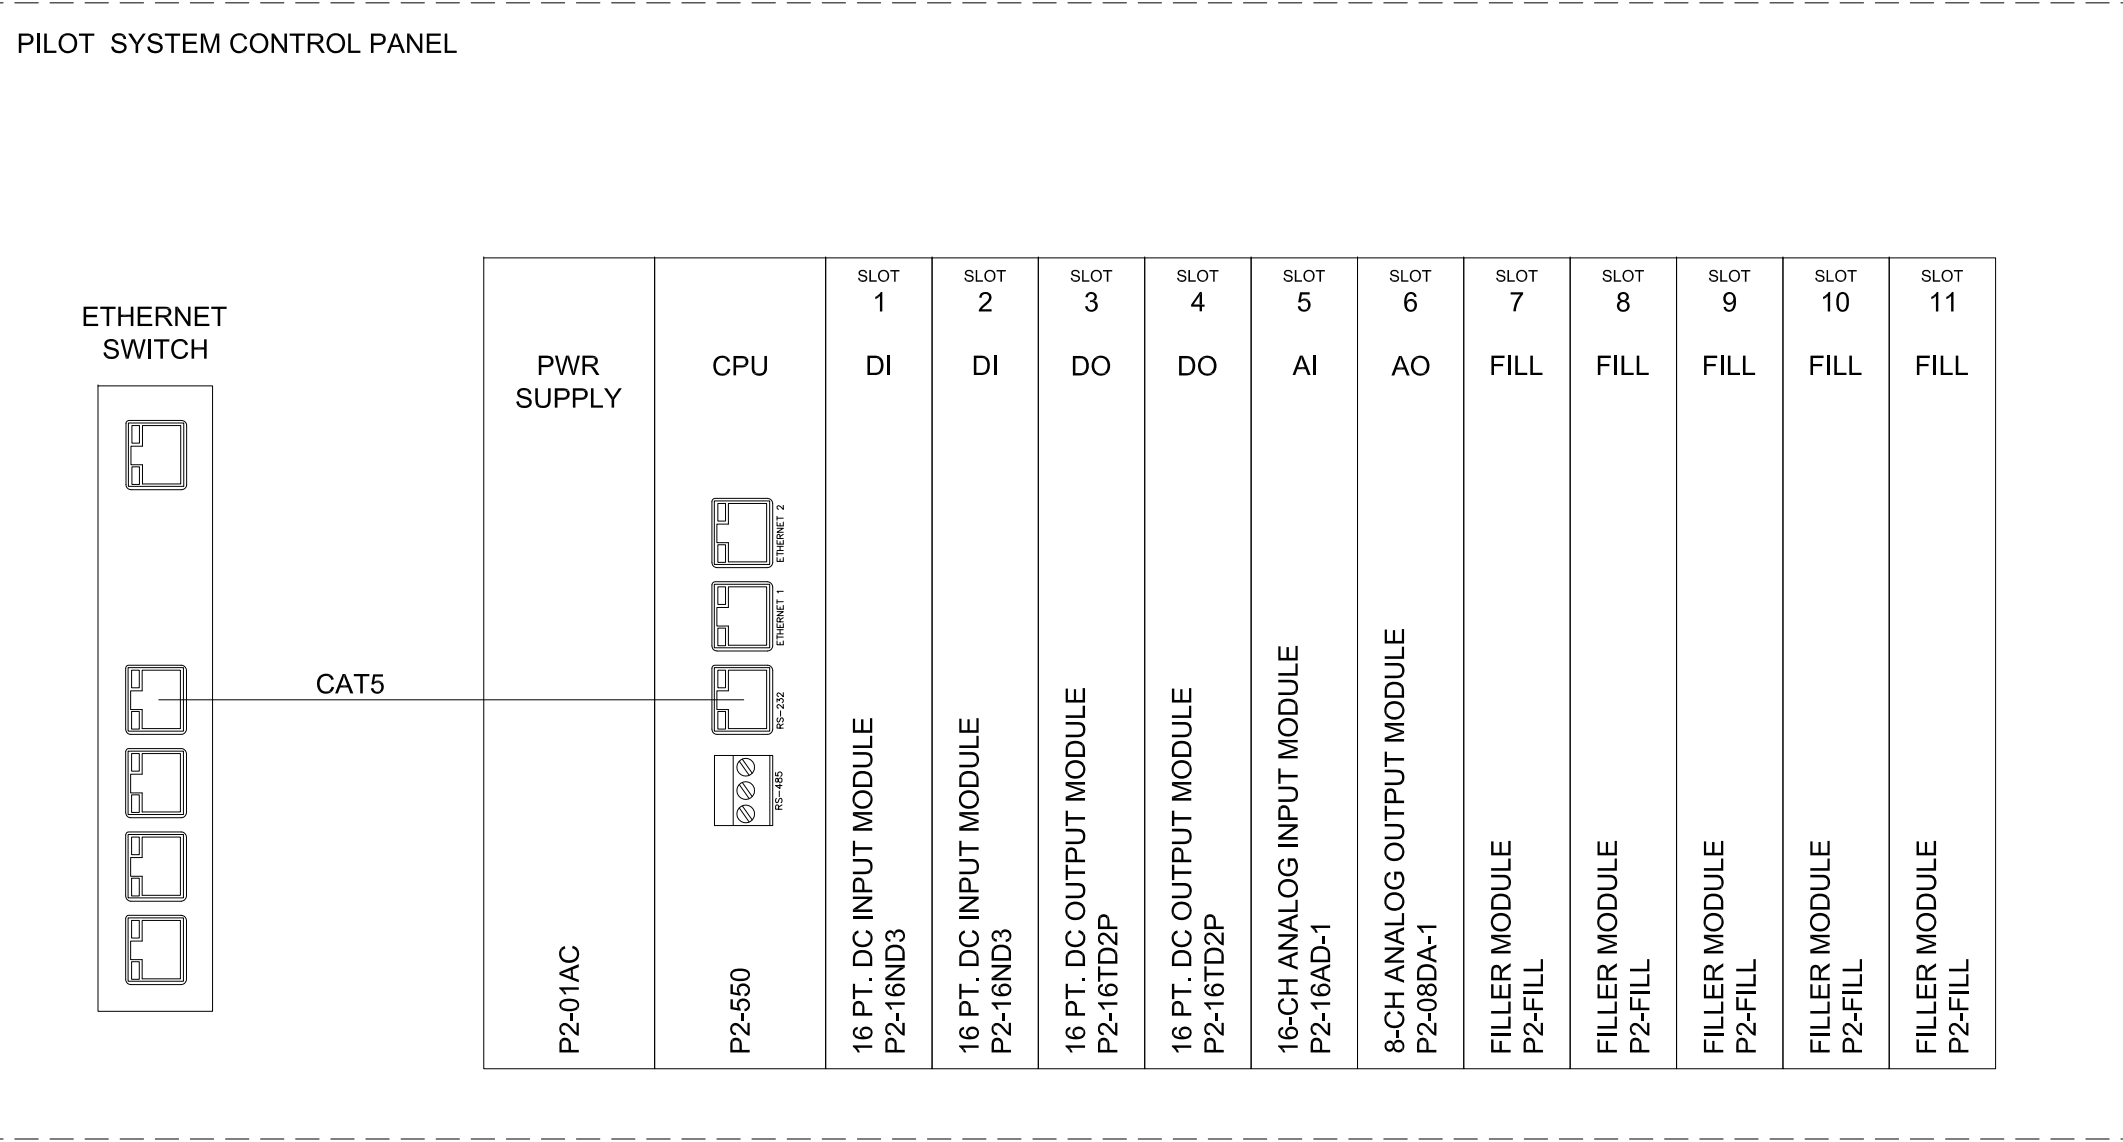 PILOT SYSTEM CONTROL PANEL
ETHERNET
SWITCH
CAT5
PWR
SUPPLY
P2-01AC
CPU
ETHERNET 2
ETHERNET 1
RS-232
RS-485
P2-550
SLOT
1
DI
16 PT. DC INPUT MODULE
P2-16ND3
SLOT
2
DI
16 PT. DC INPUT MODULE
P2-16ND3
SLOT
3
DO
16 PT. DC OUTPUT MODULE
P2-16TD2P
SLOT
4
DO
16 PT. DC OUTPUT MODULE
P2-16TD2P
SLOT
5
AI
16-CH ANALOG INPUT MODULE
P2-16AD-1
SLOT
6
AO
8-CH ANALOG OUTPUT MODULE
P2-08DA-1
SLOT
7
FILL
FILLER MODULE
P2-FILL
SLOT
8
FILL
FILLER MODULE
P2-FILL
SLOT
9
FILL
FILLER MODULE
P2-FILL
SLOT
10
FILL
FILLER MODULE
P2-FILL
SLOT
11
FILL
FILLER MODULE
P2-FILL